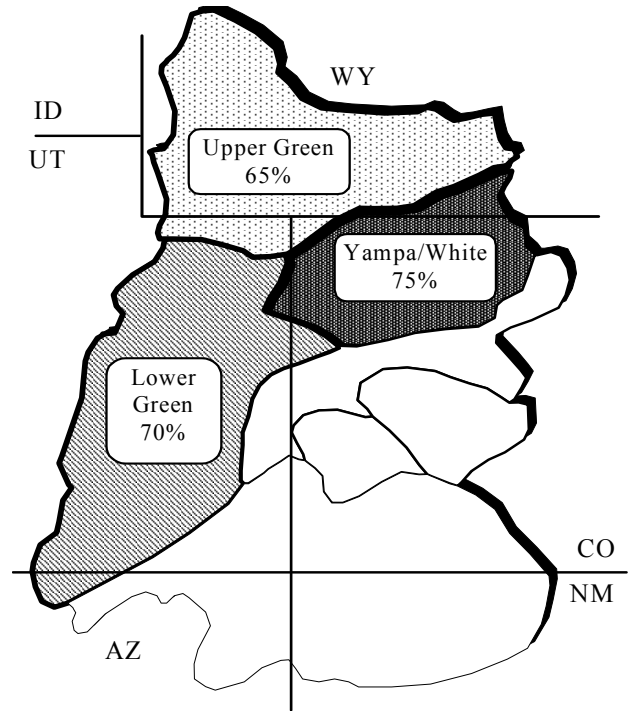 WY
ID
UT
Upper Green
65%
Yampa/White
75%
Lower
Green
70%
CO
NM
AZ